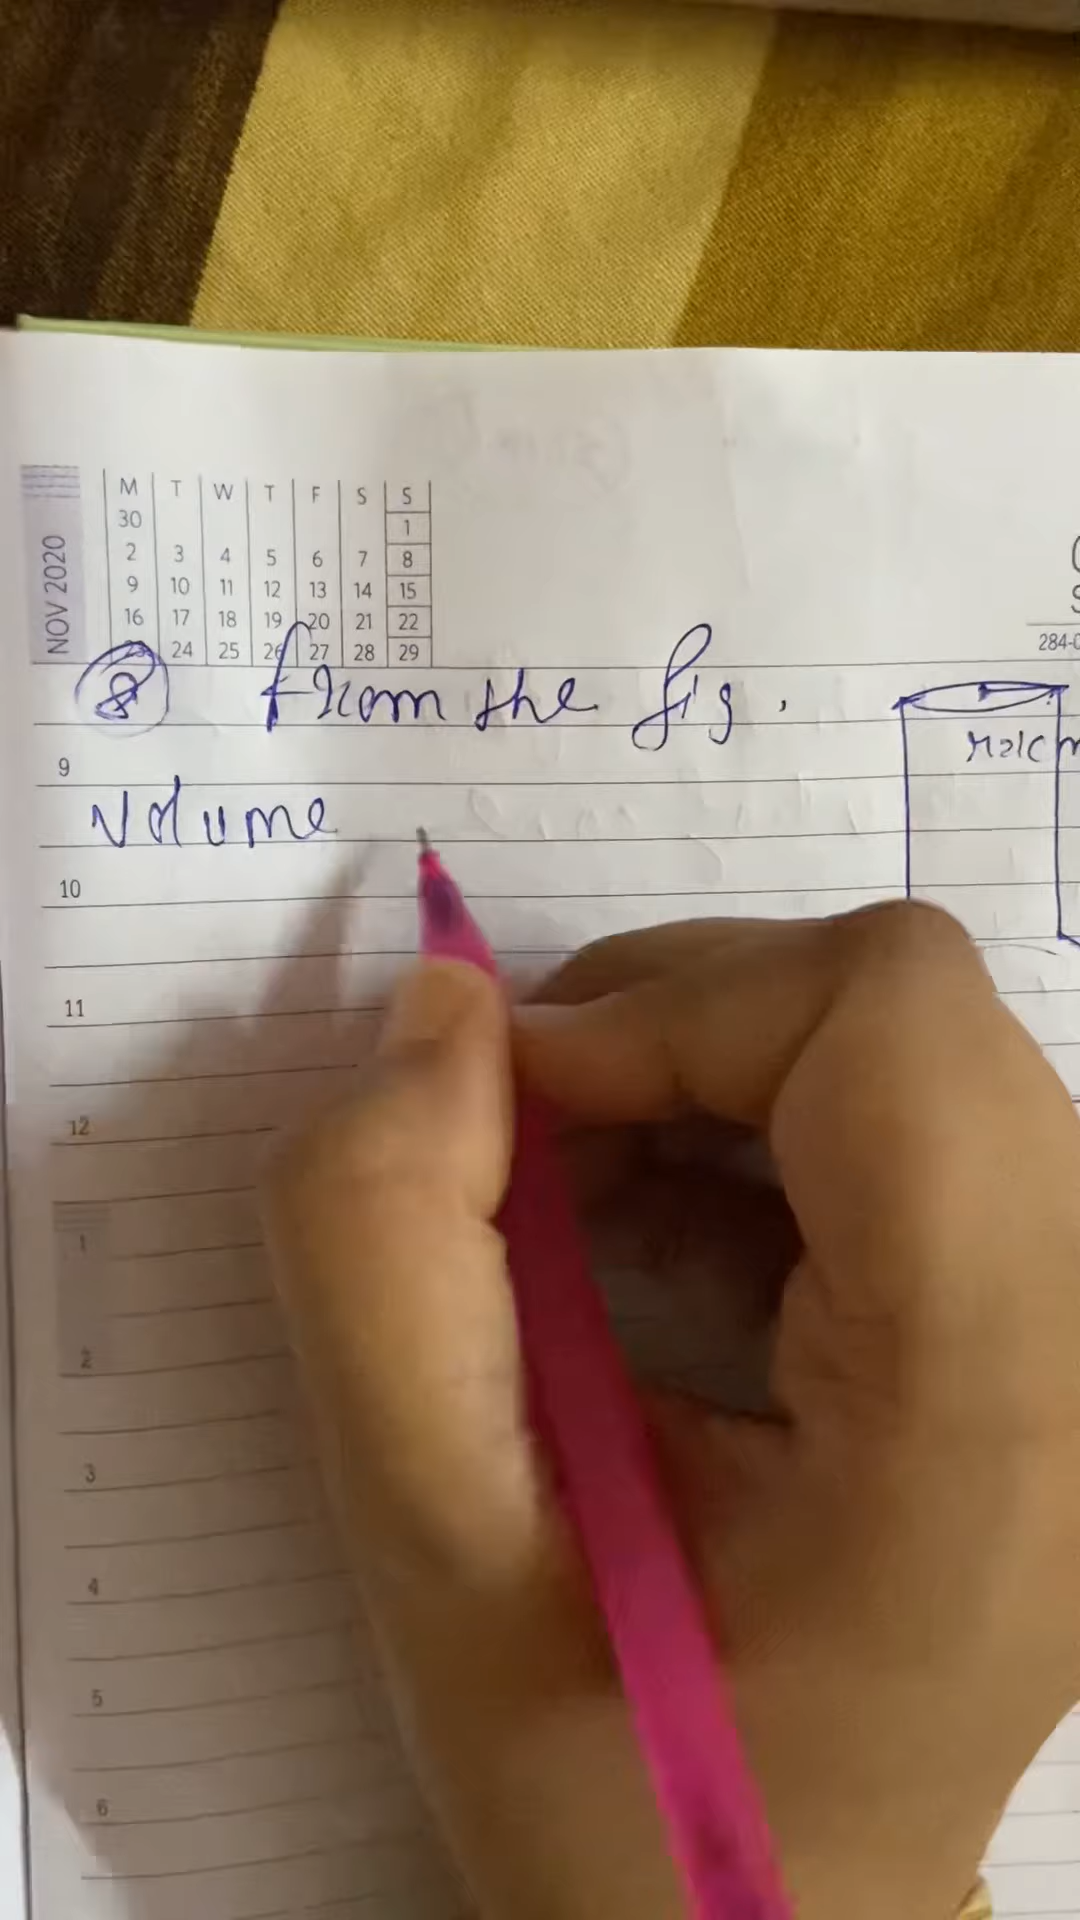 NOV 2020
M T W T F S S
30 1
2 3 4 5 6 7 8
9 10 11 12 13 14 15
16 17 18 19 20 21 22
23 24 25 26 27 28 29
284-0
8 from the fig.
9
volume
10
11
12
1
2
3
4
5
6